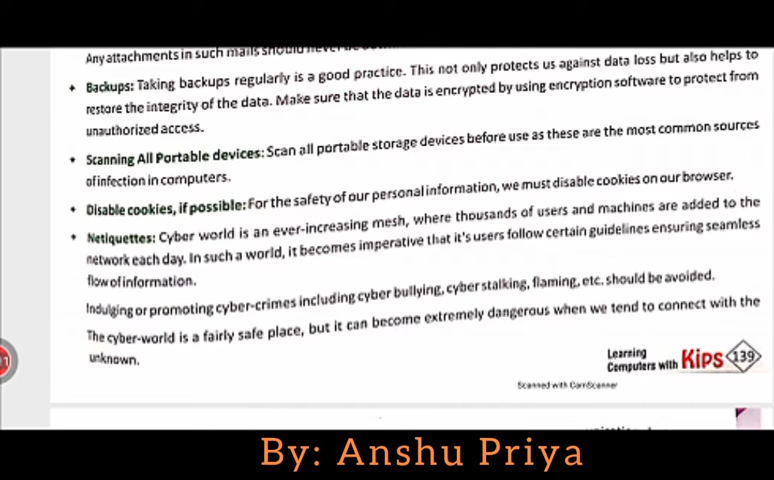 Any attachments in such mails should never be
• Backups: Taking backups regularly is a good practice. This not only protects us against data loss but also helps to
restore the integrity of the data. Make sure that the data is encrypted by using encryption software to protect from
unauthorized access.
• Scanning All Portable devices: Scan all portable storage devices before use as these are the most common sources
of infection in computers.
• Disable cookies, if possible: For the safety of our personal information, we must disable cookies on our browser.
• Netiquettes: Cyber world is an ever-increasing mesh, where thousands of users and machines are added to the
network each day. In such a world, it becomes imperative that it's users follow certain guidelines ensuring seamless
flow of information.
Indulging or promoting cyber-crimes including cyber bullying, cyber stalking, flaming, etc. should be avoided.
The cyber-world is a fairly safe place, but it can become extremely dangerous when we tend to connect with the
unknown.
Learning
Computers with Kips 139
Scanned with CamScanner
By: Anshu Priya